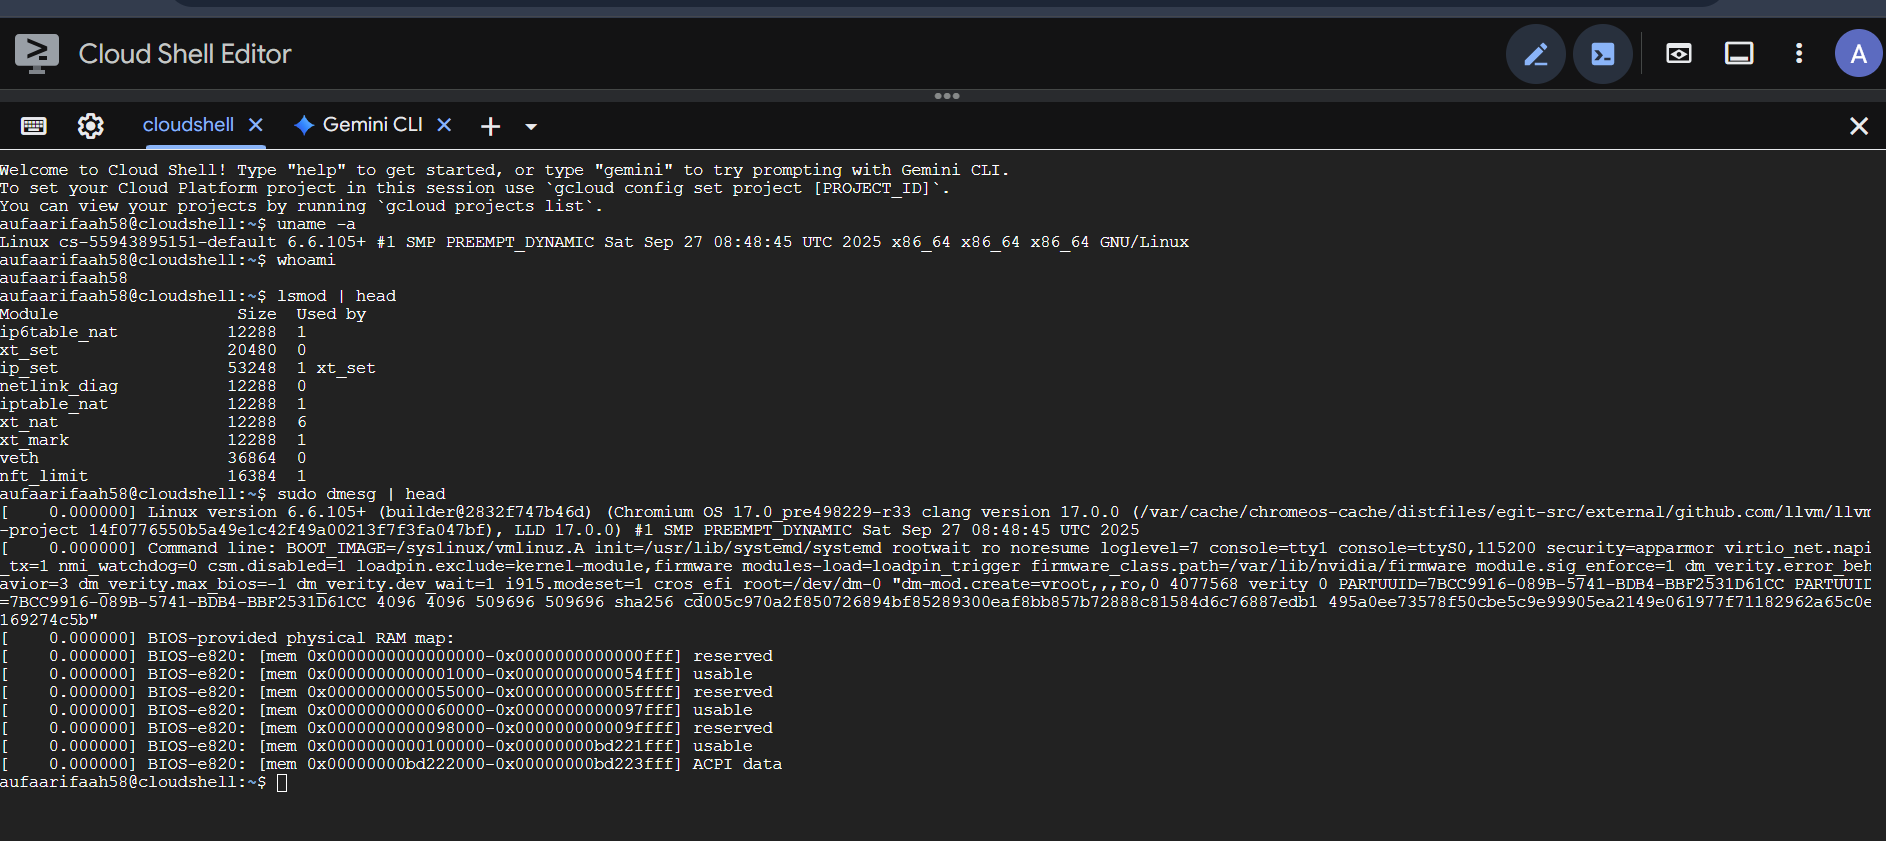 Cloud Shell Editor
A
cloudshell
Gemini CLI
Welcome to Cloud Shell! Type "help" to get started, or type "gemini" to try prompting with Gemini CLI.
To set your Cloud Platform project in this session use `gcloud config set project [PROJECT_ID]`.
You can view your projects by running `gcloud projects list`.
aufaarifaah58@cloudshell:~$ uname -a
Linux cs-55943895151-default 6.6.105+ #1 SMP PREEMPT_DYNAMIC Sat Sep 27 08:48:45 UTC 2025 x86_64 x86_64 x86_64 GNU/Linux
aufaarifaah58@cloudshell:~$ whoami
aufaarifaah58
aufaarifaah58@cloudshell:~$ lsmod | head
Module                  Size  Used by
ip6table_nat           12288  1
xt_set                 20480  0
ip_set                 53248  1 xt_set
netlink_diag           12288  0
iptable_nat            12288  1
xt_nat                 12288  6
xt_mark                12288  1
veth                   36864  0
nft_limit              16384  1
aufaarifaah58@cloudshell:~$ sudo dmesg | head
[    0.000000] Linux version 6.6.105+ (builder@2832f747b46d) (Chromium OS 17.0_pre498229-r33 clang version 17.0.0 (/var/cache/chromeos-cache/distfiles/egit-src/external/github.com/llvm/llvm
-project 14f0776550b5a49e1c42f49a00213f7f3fa047bf), LLD 17.0.0) #1 SMP PREEMPT_DYNAMIC Sat Sep 27 08:48:45 UTC 2025
[    0.000000] Command line: BOOT_IMAGE=/syslinux/vmlinuz.A init=/usr/lib/systemd/systemd rootwait ro noresume loglevel=7 console=tty1 console=ttyS0,115200 security=apparmor virtio_net.napi
_tx=1 nmi_watchdog=0 csm.disabled=1 loadpin.exclude=kernel-module,firmware modules-load=loadpin_trigger firmware_class.path=/var/lib/nvidia/firmware module.sig_enforce=1 dm_verity.error_beh
avior=3 dm_verity.max_bios=-1 dm_verity.dev_wait=1 i915.modeset=1 cros_efi root=/dev/dm-0 "dm-mod.create=vroot,,,ro,0 4077568 verity 0 PARTUUID=7BCC9916-089B-5741-BDB4-BBF2531D61CC PARTUUID
=7BCC9916-089B-5741-BDB4-BBF2531D61CC 4096 4096 509696 509696 sha256 cd005c970a2f850726894bf85289300eaf8bb857b72888c81584d6c76887edb1 495a0ee73578f50cbe5c9e99905ea2149e061977f71182962a65c0e
169274c5b"
[    0.000000] BIOS-provided physical RAM map:
[    0.000000] BIOS-e820: [mem 0x0000000000000000-0x0000000000000fff] reserved
[    0.000000] BIOS-e820: [mem 0x0000000000001000-0x0000000000054fff] usable
[    0.000000] BIOS-e820: [mem 0x0000000000055000-0x000000000005ffff] reserved
[    0.000000] BIOS-e820: [mem 0x0000000000060000-0x0000000000097fff] usable
[    0.000000] BIOS-e820: [mem 0x0000000000098000-0x000000000009ffff] reserved
[    0.000000] BIOS-e820: [mem 0x0000000000100000-0x00000000bd221fff] usable
[    0.000000] BIOS-e820: [mem 0x00000000bd222000-0x00000000bd223fff] ACPI data
aufaarifaah58@cloudshell:~$